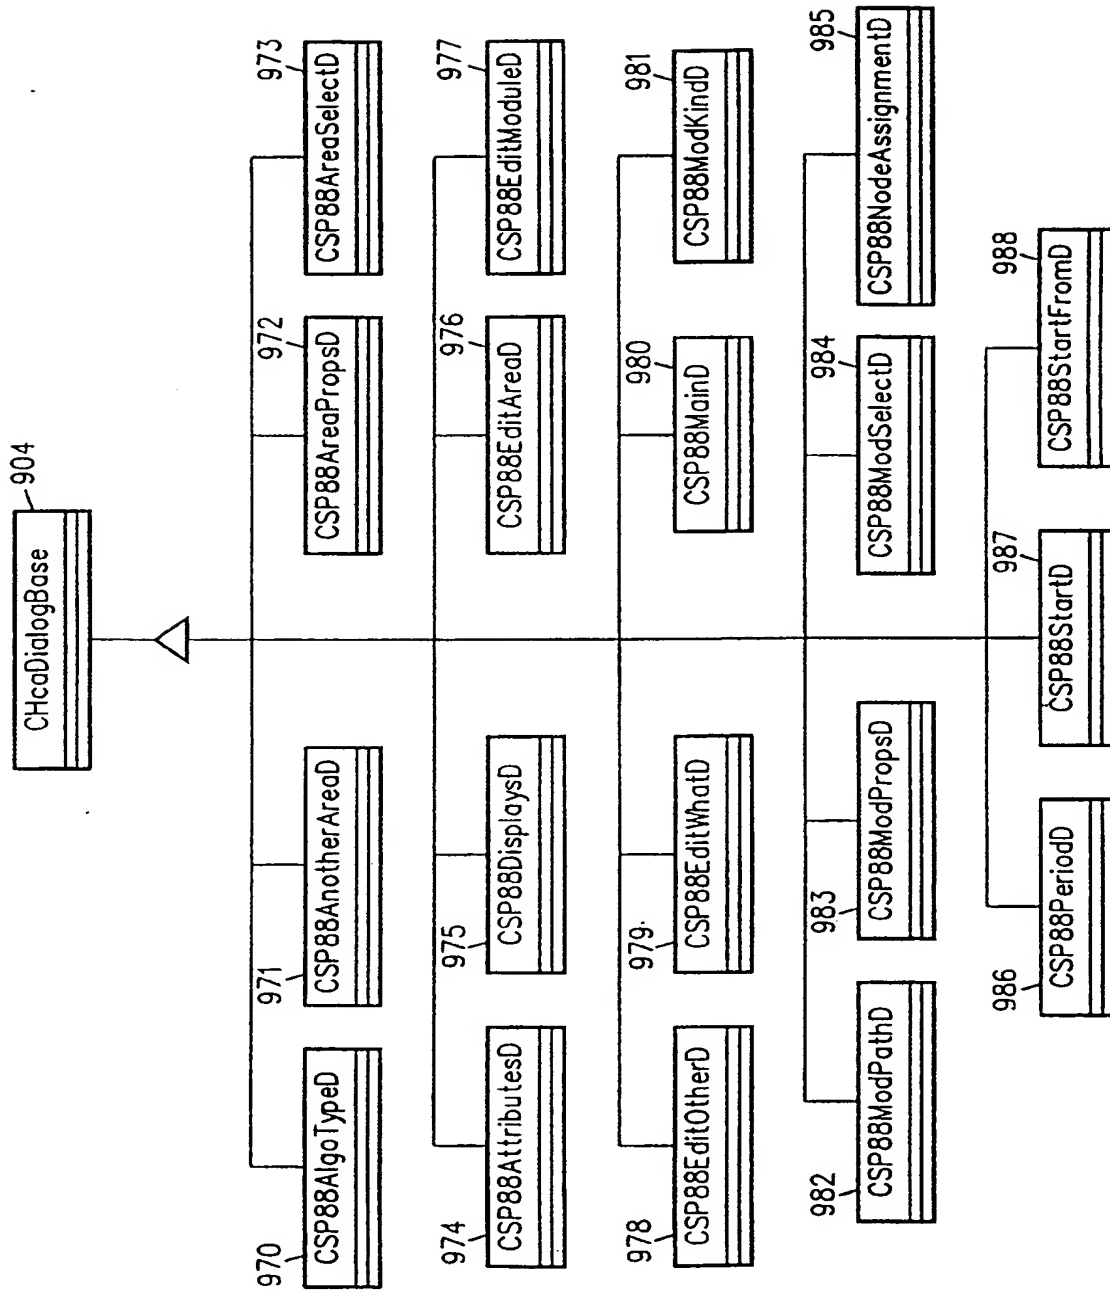 CHcaDialogBase
904
970
CSP88AlgoTypeD
971
CSP88AnotherAreaD
972
CSP88AreaPropsD
973
CSP88AreaSelectD
974
CSP88AttributesD
975
CSP88DisplaysD
976
CSP88EditAreaD
977
CSP88EditModuleD
978
CSP88EditOtherD
979
CSP88EditWhatD
980
CSP88MainD
981
CSP88ModKindD
982
CSP88ModPathD
983
CSP88ModPropsD
984
CSP88ModSelectD
985
CSP88NodeAssignmentD
986
CSP88PeriodD
987
CSP88StartD
988
CSP88StartFromD